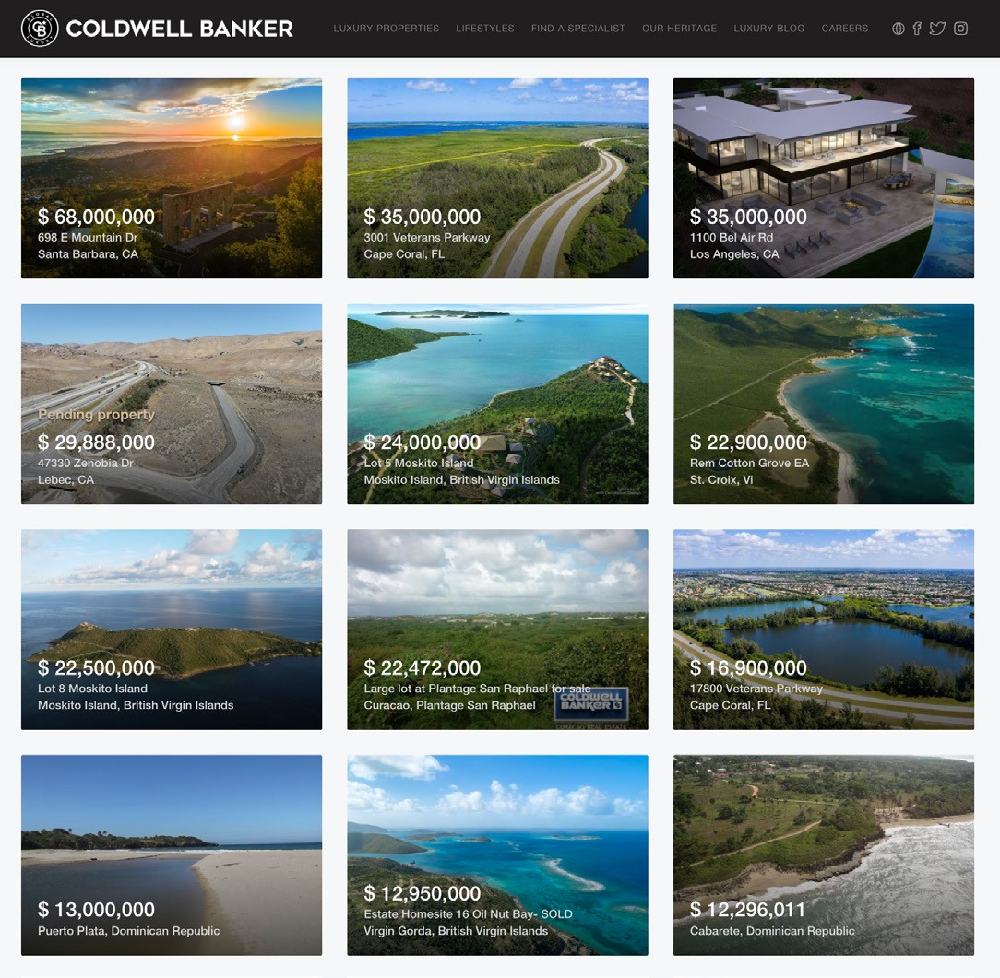 COLDWELL BANKER
LUXURY PROPERTIES LIFESTYLES FIND A SPECIALIST OUR HERITAGE LUXURY BLOG CAREERS
$ 68,000,000
698 E Mountain Dr
Santa Barbara, CA
$ 35,000,000
3001 Veterans Parkway
Cape Coral, FL
$ 35,000,000
1100 Bel Air Rd
Los Angeles, CA
Pending property
$ 29,888,000
47330 Zenobia Dr
Lebec, CA
$ 24,000,000
Lot 5 Moskito Island
Moskito Island, British Virgin Islands
$ 22,900,000
Rem Cotton Grove EA
St. Croix, Vi
$ 22,500,000
Lot 8 Moskito Island
Moskito Island, British Virgin Islands
$ 22,472,000
Large lot at Plantage San Raphael for sale
Curacao, Plantage San Raphael
COLDWELL
BANKER
CURACAO REAL ESTATE
$ 16,900,000
17800 Veterans Parkway
Cape Coral, FL
$ 13,000,000
Puerto Plata, Dominican Republic
$ 12,950,000
Estate Homesite 16 Oil Nut Bay- SOLD
Virgin Gorda, British Virgin Islands
$ 12,296,011
Cabarete, Dominican Republic